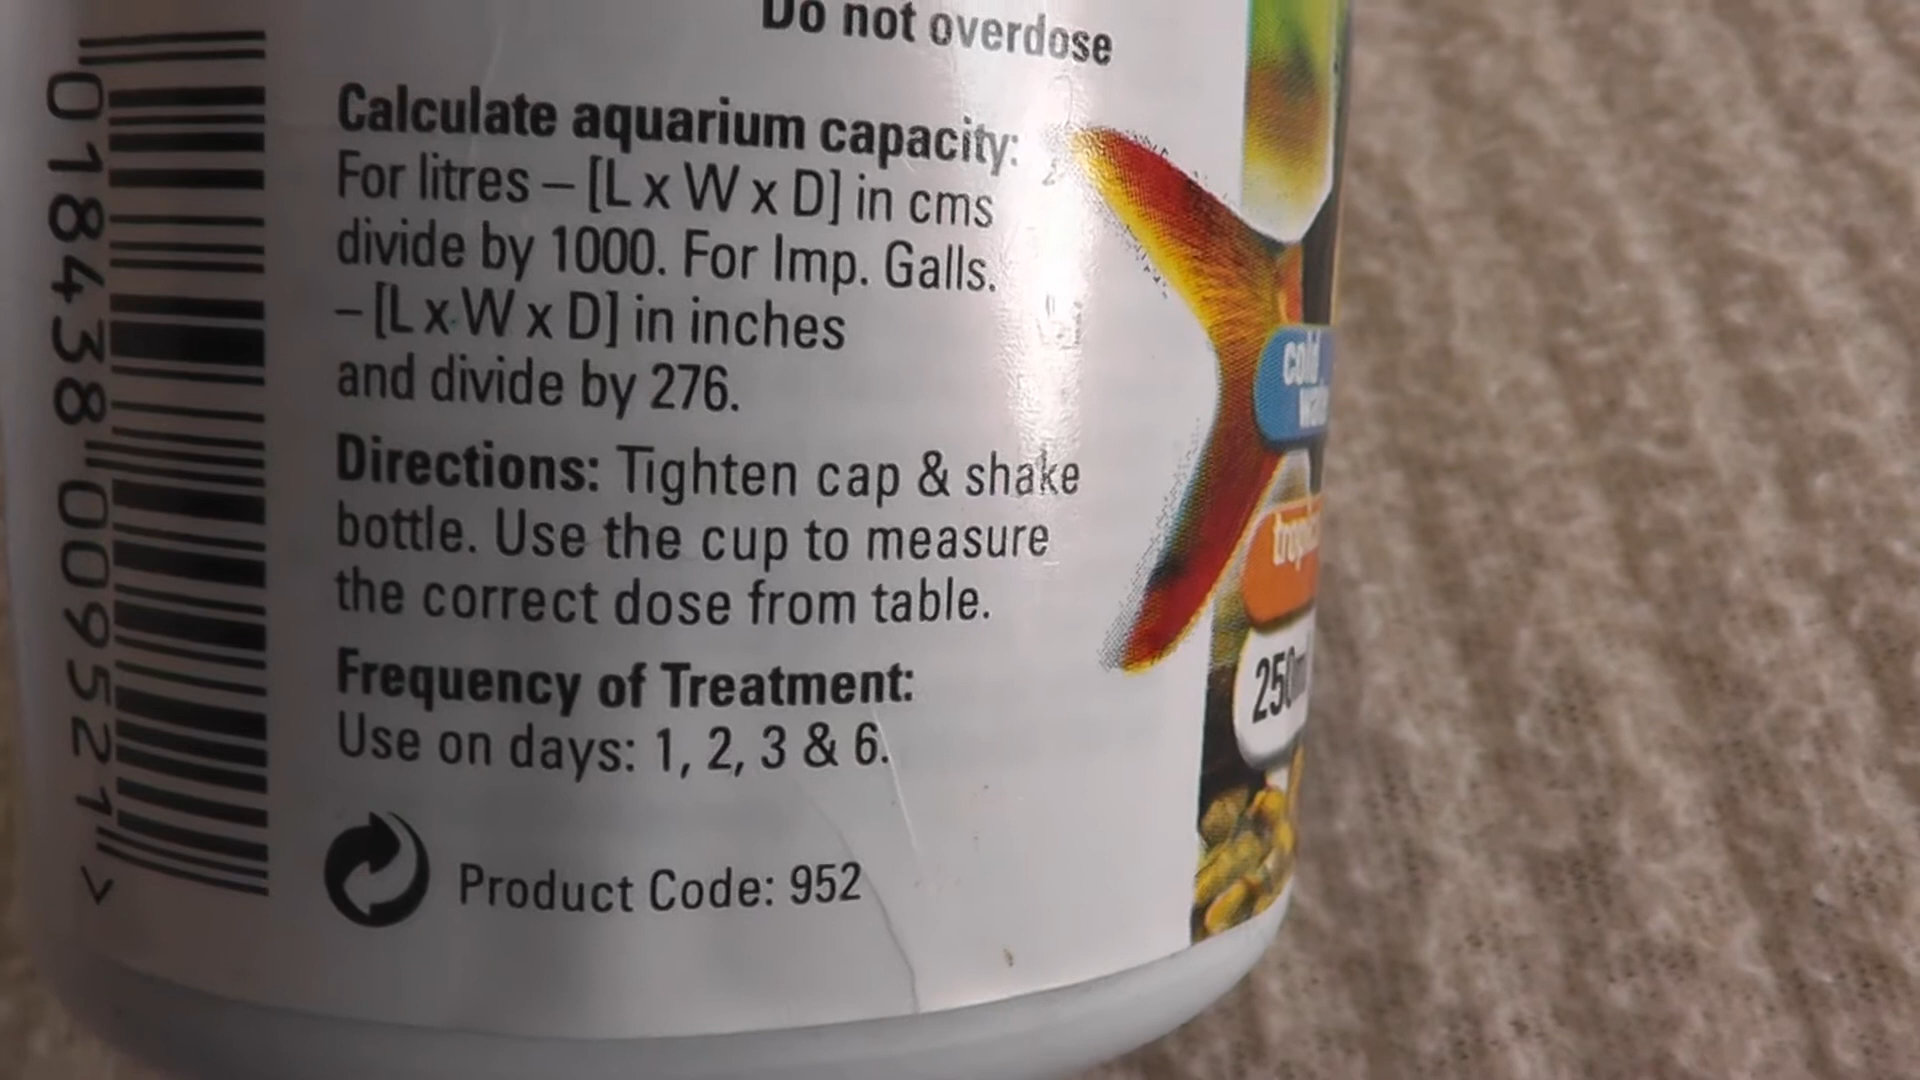 Do not overdose
Calculate aquarium capacity:
For litres – [L x W x D] in cms
divide by 1000. For Imp. Galls.
– [L x W x D] in inches
and divide by 276.
Directions: Tighten cap & shake
bottle. Use the cup to measure
the correct dose from table.
Frequency of Treatment:
Use on days: 1, 2, 3 & 6.
Product Code: 952
0 18438 00952 1 >
cold
250ml